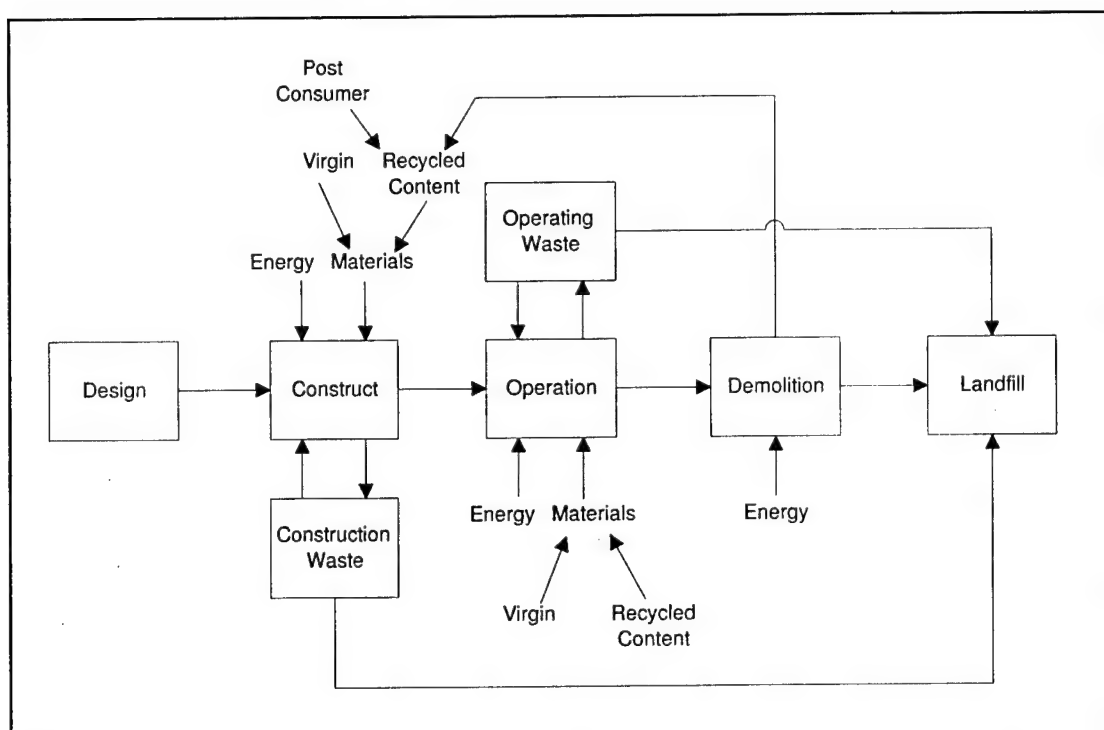 Post
Consumer
Virgin
Recycled
Content
Operating
Waste
Energy
Materials
Design
Construct
Operation
Demolition
Landfill
Construction
Waste
Energy
Materials
Energy
Virgin
Recycled
Content